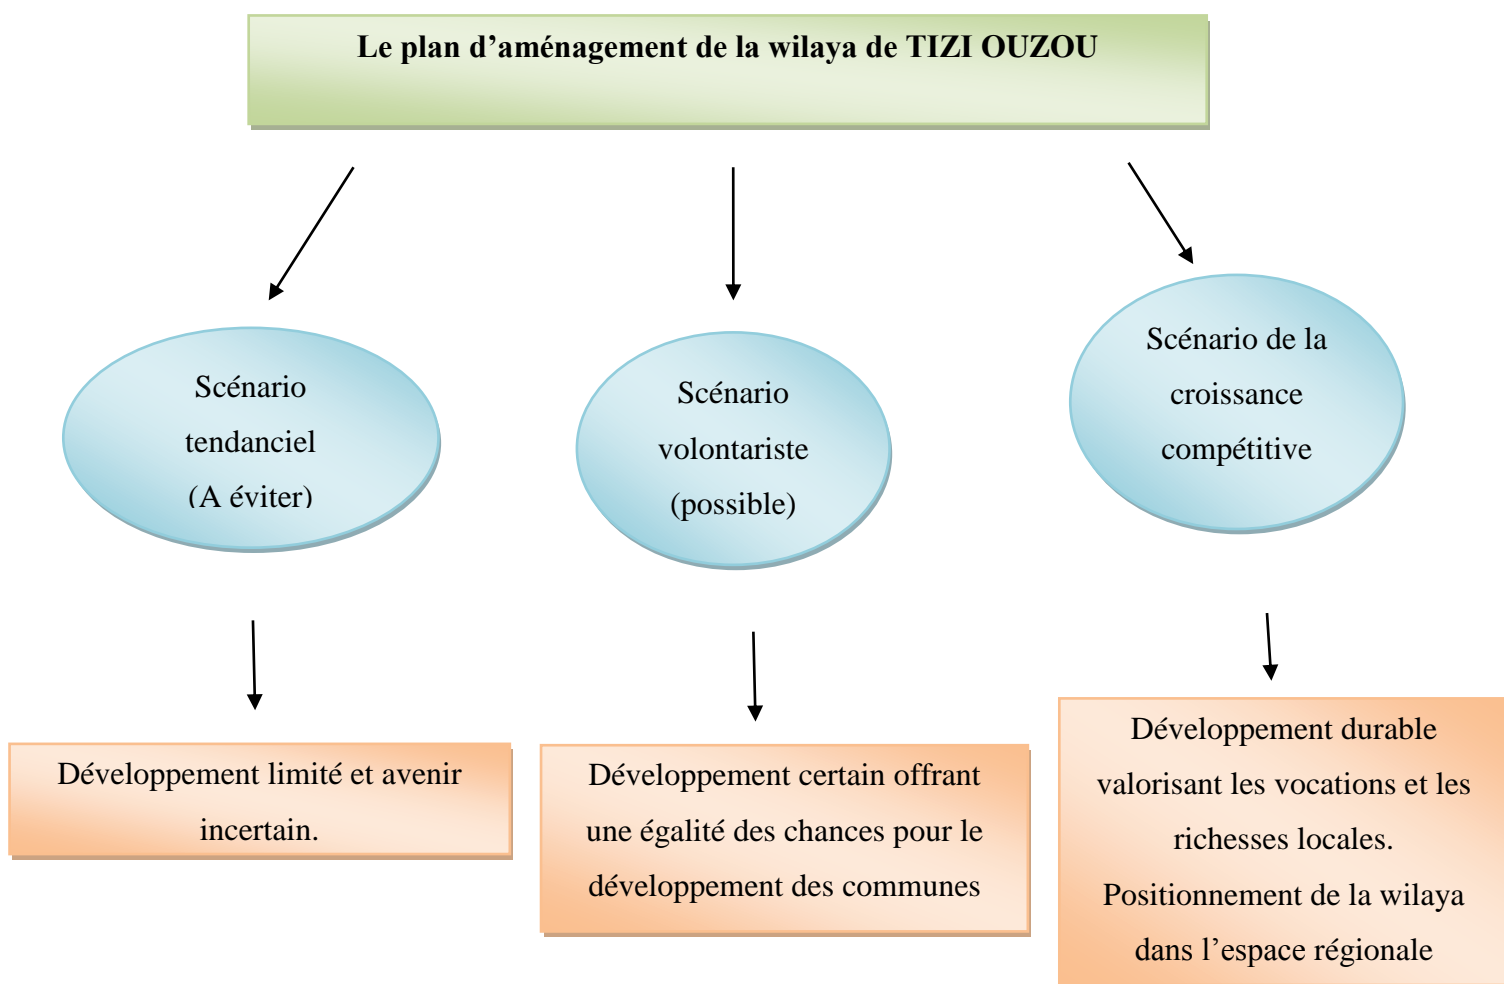 Le plan d’aménagement de la wilaya de TIZI OUZOU
Scénario
tendanciel
(A éviter)
Scénario
volontariste
(possible)
Scénario de la
croissance
compétitive
Développement limité et avenir
incertain.
Développement certain offrant
une égalité des chances pour le
développement des communes
Développement durable
valorisant les vocations et les
richesses locales.
Positionnement de la wilaya
dans l’espace régionale